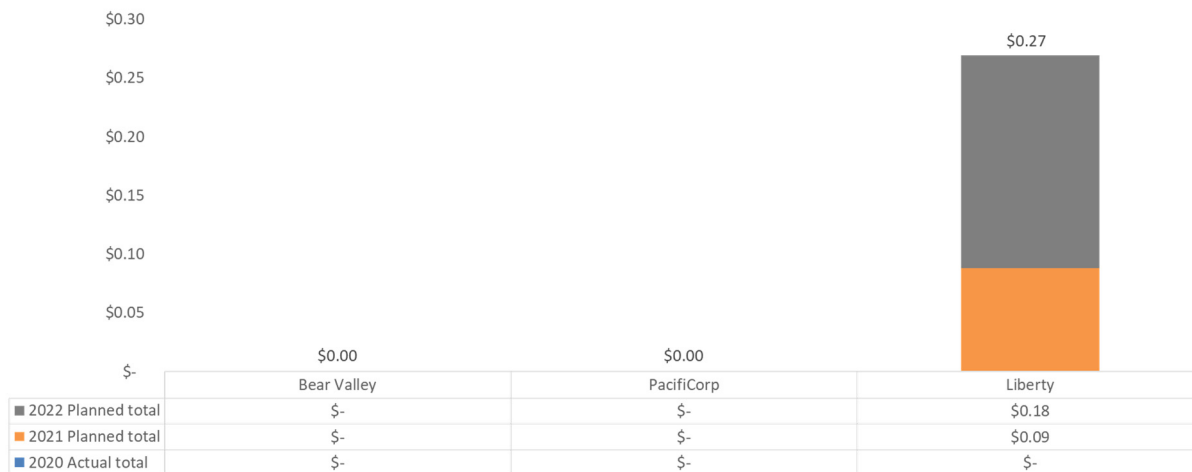 $0.30
$0.27
$0.25
$0.20
$0.15
$0.10
$0.05
$0.00 $0.00
$-
Bear Valley PacifiCorp Liberty
2022 Planned total $- $- $0.18
2021 Planned total $- $- $0.09
2020 Actual total $- $- $-